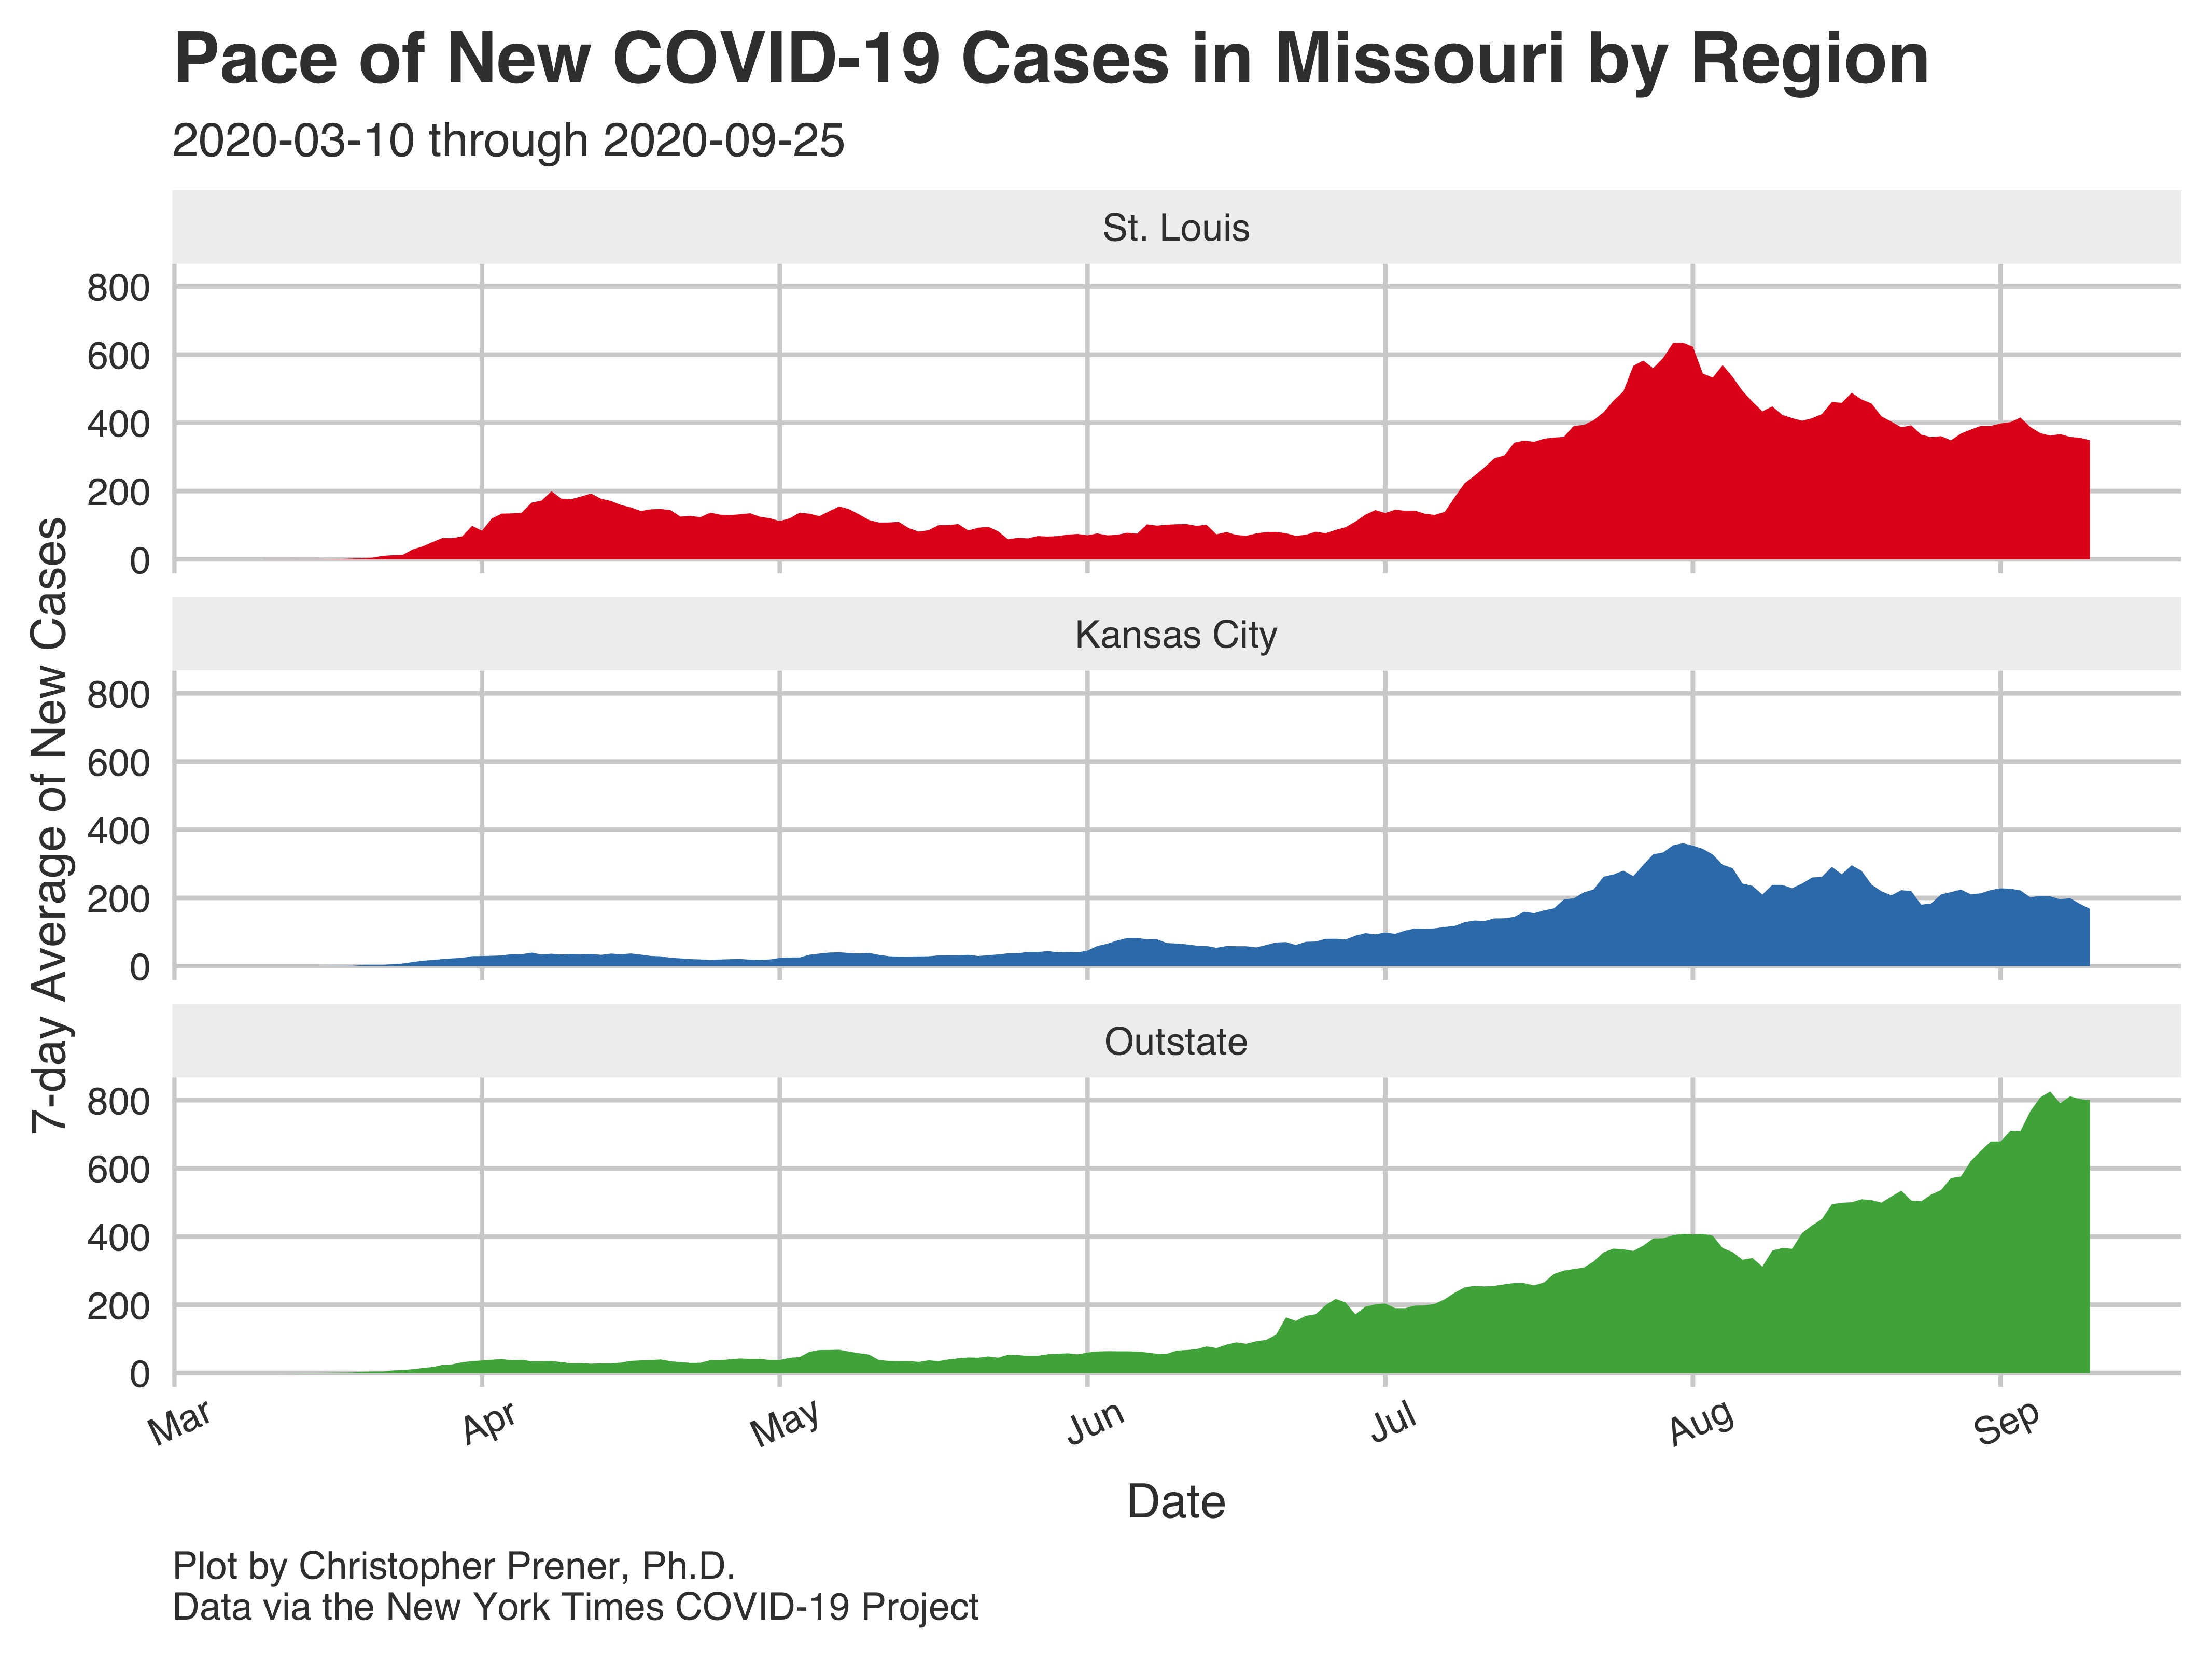 Pace of New COVID-19 Cases in Missouri by Region
2020-03-10 through 2020-09-25
7-day Average of New Cases
St. Louis
800
600
400
200
0
Kansas City
800
600
400
200
0
Outstate
800
600
400
200
0
Mar Apr May Jun Jul Aug Sep
Date
Plot by Christopher Prener, Ph.D.
Data via the New York Times COVID-19 Project